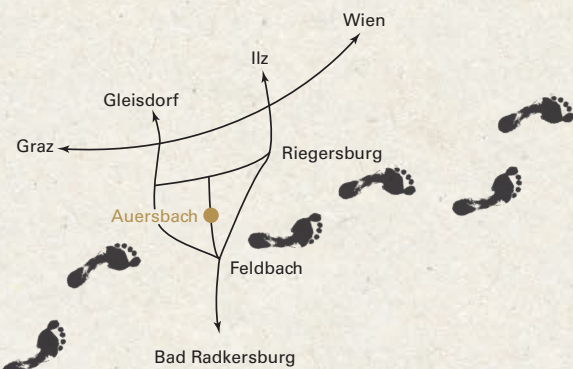 Wien
Ilz
Gleisdorf
Graz
Riegersburg
Auersbach
Feldbach
Bad Radkersburg